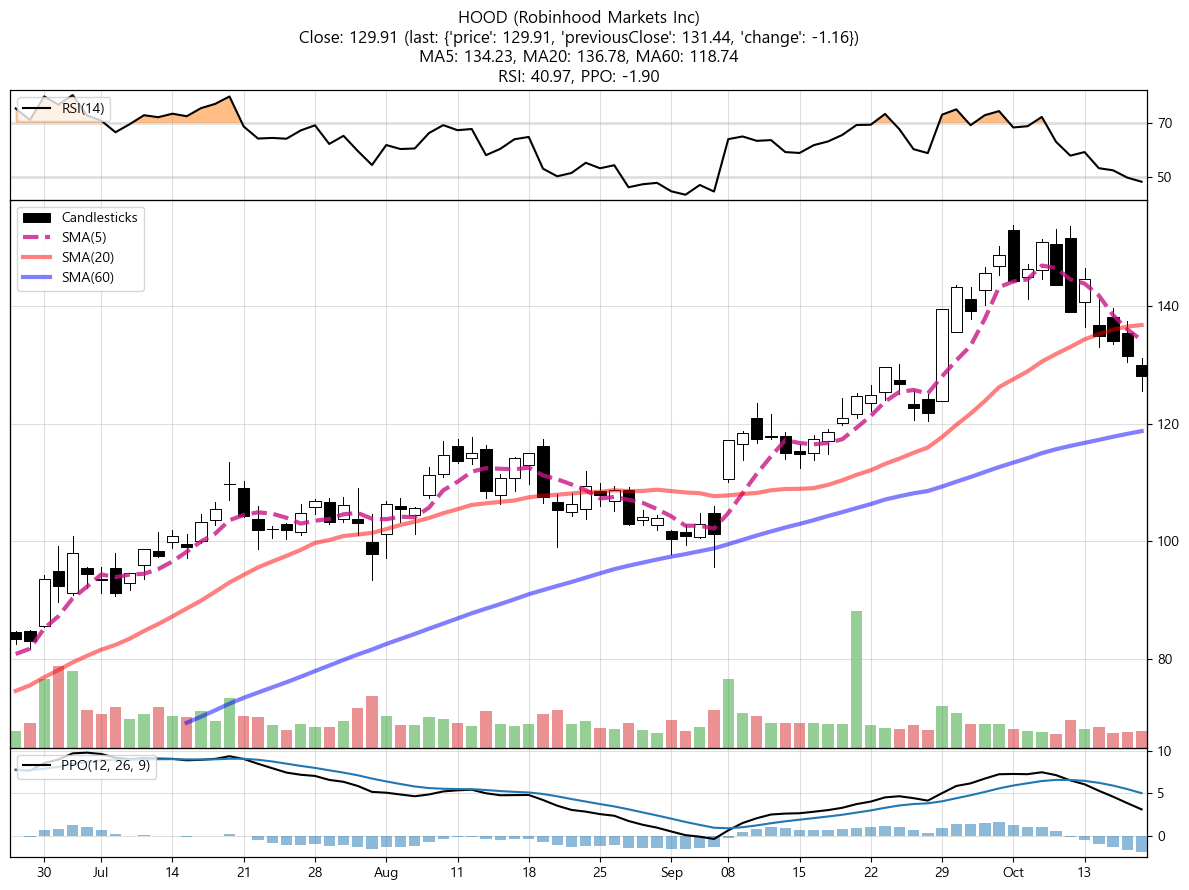 HOOD (Robinhood Markets Inc)
Close: 129.91 (last: {'price': 129.91, 'previousClose': 131.44, 'change': -1.16})
MA5: 134.23, MA20: 136.78, MA60: 118.74
RSI: 40.97, PPO: -1.90
RSI(14)
70
50
Candlesticks
SMA(5)
SMA(20)
SMA(60)
140
120
100
80
PPO(12, 26, 9)
10
5
0
30 Jul 14 21 28 Aug 11 18 25 Sep 08 15 22 29 Oct 13